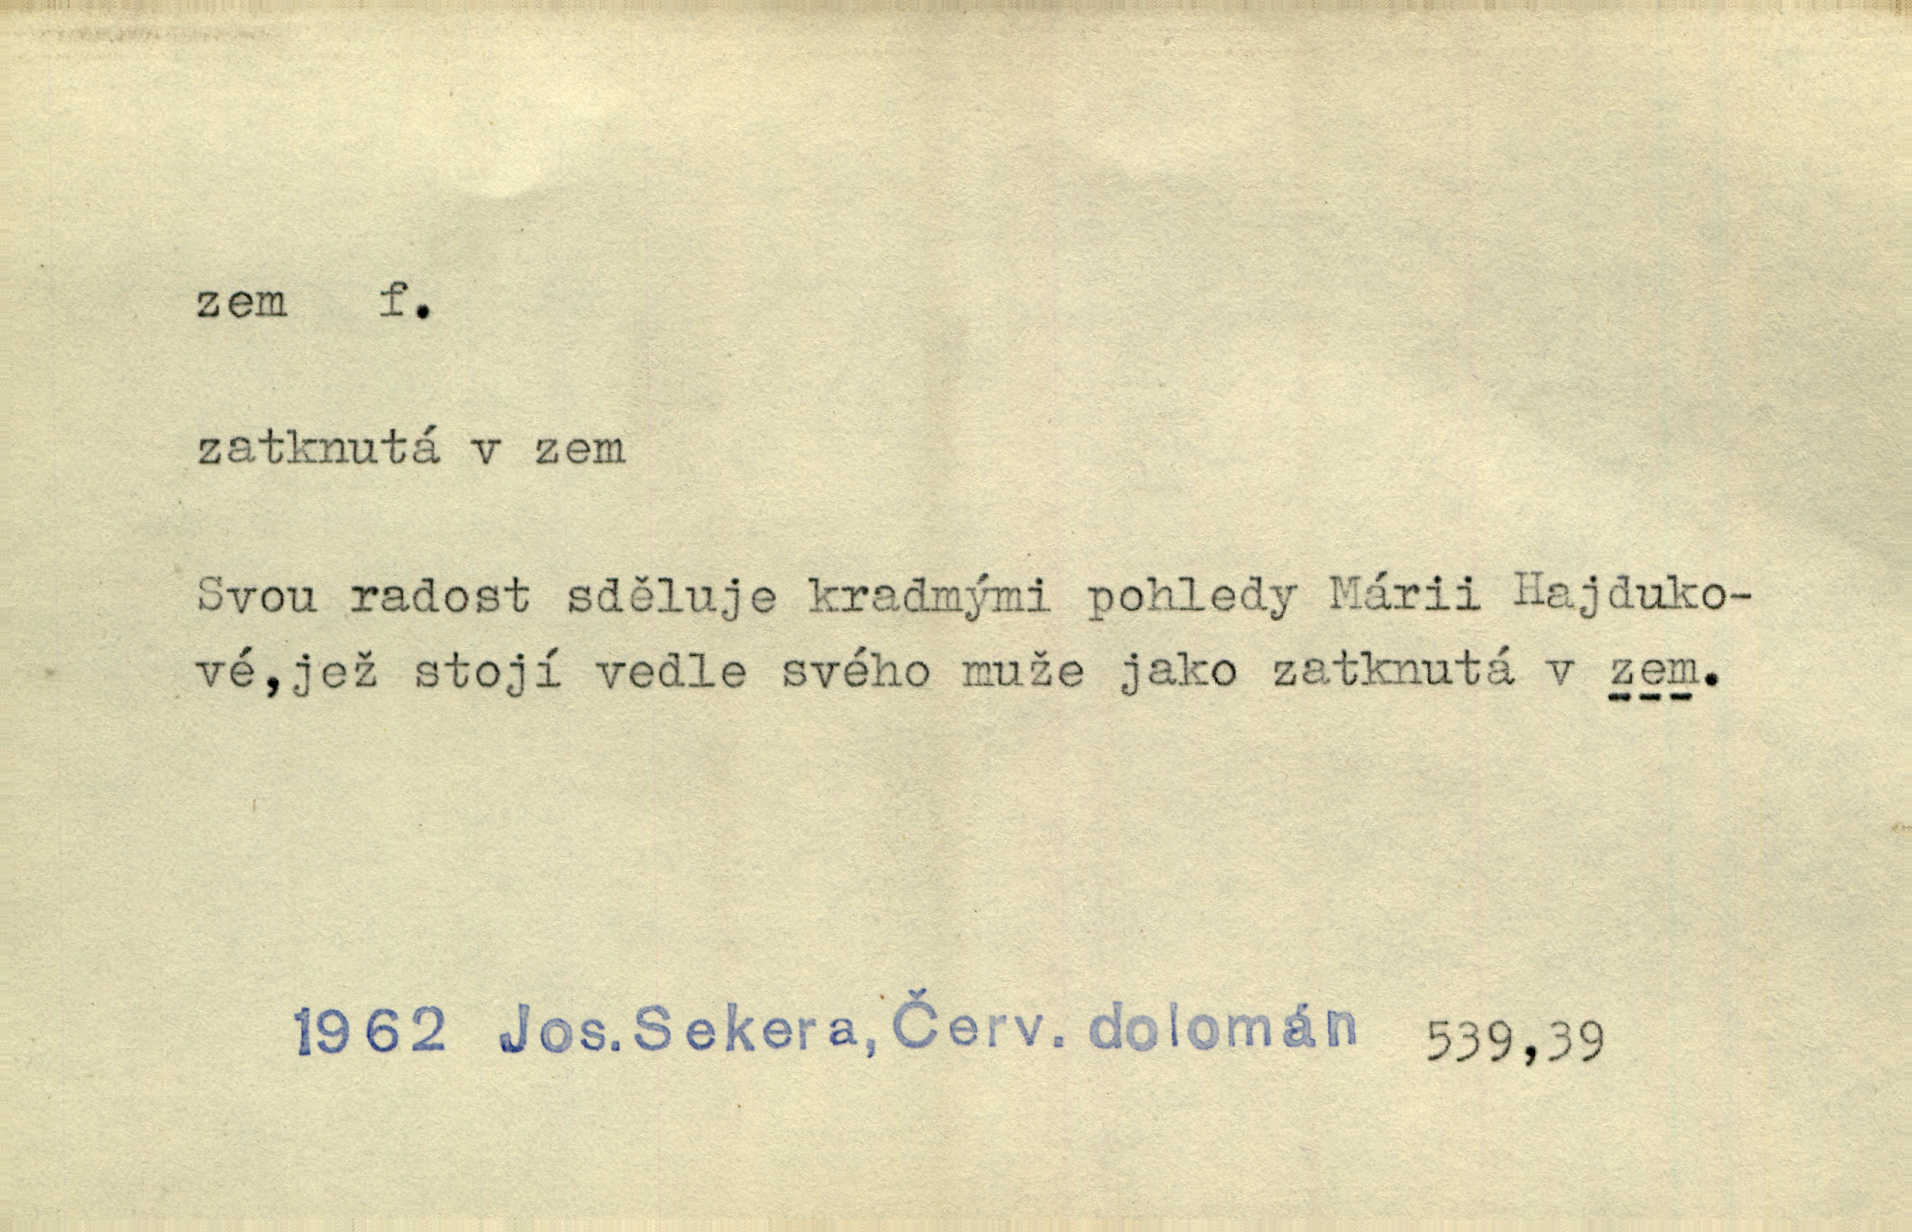 zem f.
zatknutá v zem
Svou radost sděluje kradmými pohledy Márii Hajduko-
vé,jež stojí vedle svého muže jako zatknutá v zem.
1962 Jos.Sekera,Červ. dolomán 539,39